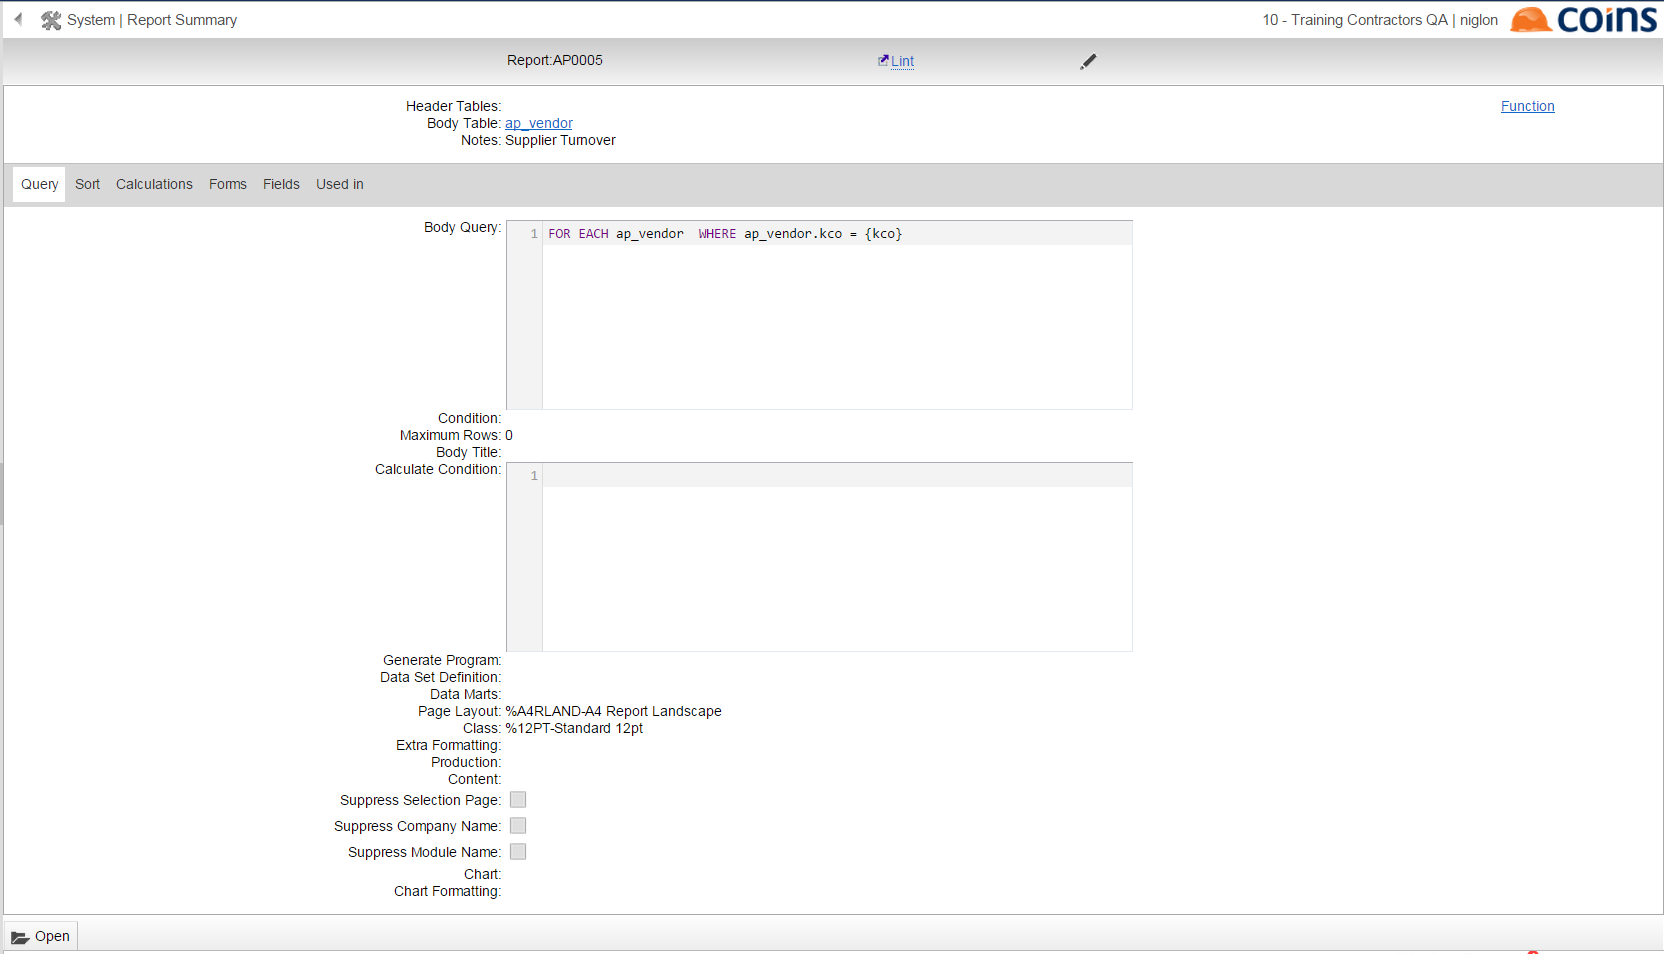 System | Report Summary
10 - Training Contractors QA | niglon
coins
Report:AP0005
Lint
Header Tables:
Function
Body Table: ap_vendor
Notes: Supplier Turnover
Query Sort Calculations Forms Fields Used in
Body Query:
1 FOR EACH ap_vendor  WHERE ap_vendor.kco = {kco}
Condition:
Maximum Rows: 0
Body Title:
Calculate Condition:
1
Generate Program:
Data Set Definition:
Data Marts:
Page Layout: %A4RLAND-A4 Report Landscape
Class: %12PT-Standard 12pt
Extra Formatting:
Production:
Content:
Suppress Selection Page:
Suppress Company Name:
Suppress Module Name:
Chart:
Chart Formatting:
Open